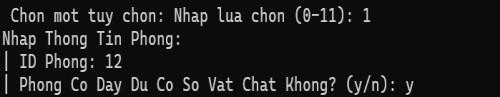 Chon mot tuy chon: Nhap lua chon (0-11): 1
Nhap Thong Tin Phong:
| ID Phong: 12
| Phong Co Day Du Co So Vat Chat Khong? (y/n): y